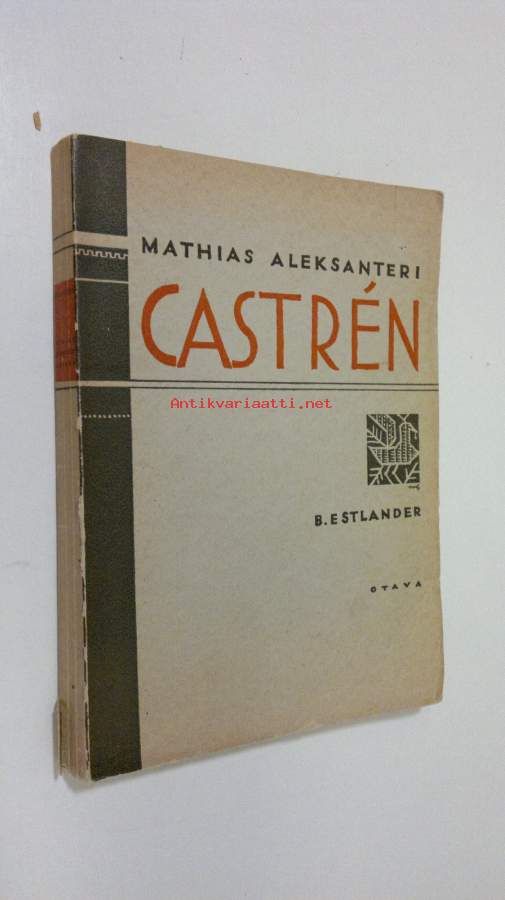 MATHIAS ALEKSANTERI
CASTRÉN
Antikvariaatti.net
B. ESTLANDER
OTAVA